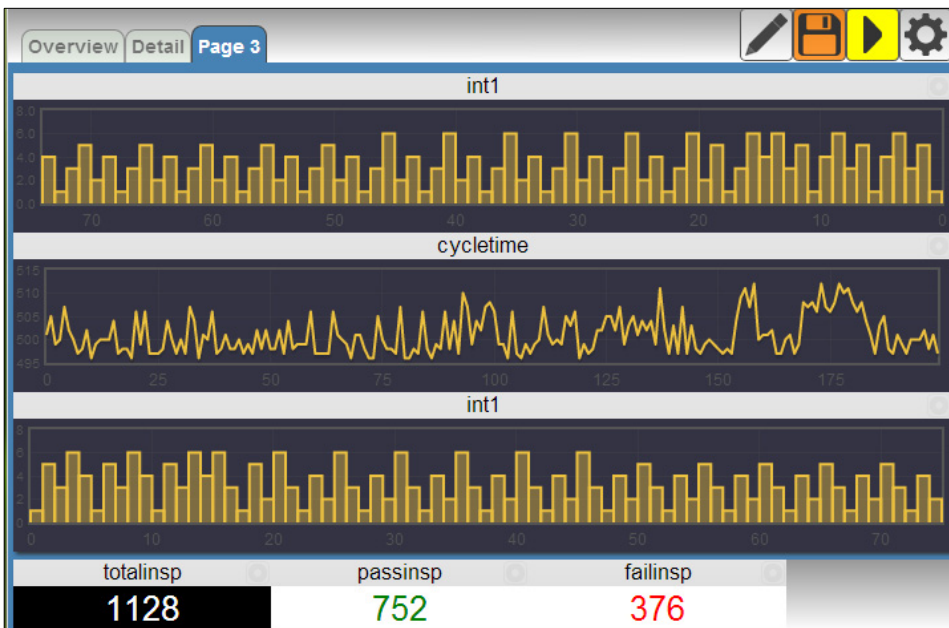 Overview Detail Page 3
int1
8.0
6.0
4.0
2.0
0.0
70 60 50 40 30 20 10 0
cycletime
515
510
505
500
495
0 25 50 75 100 125 150 175
int1
8
6
4
2
0
0 10 20 30 40 50 60 70
totalinsp passinsp failinsp
1128 752 376